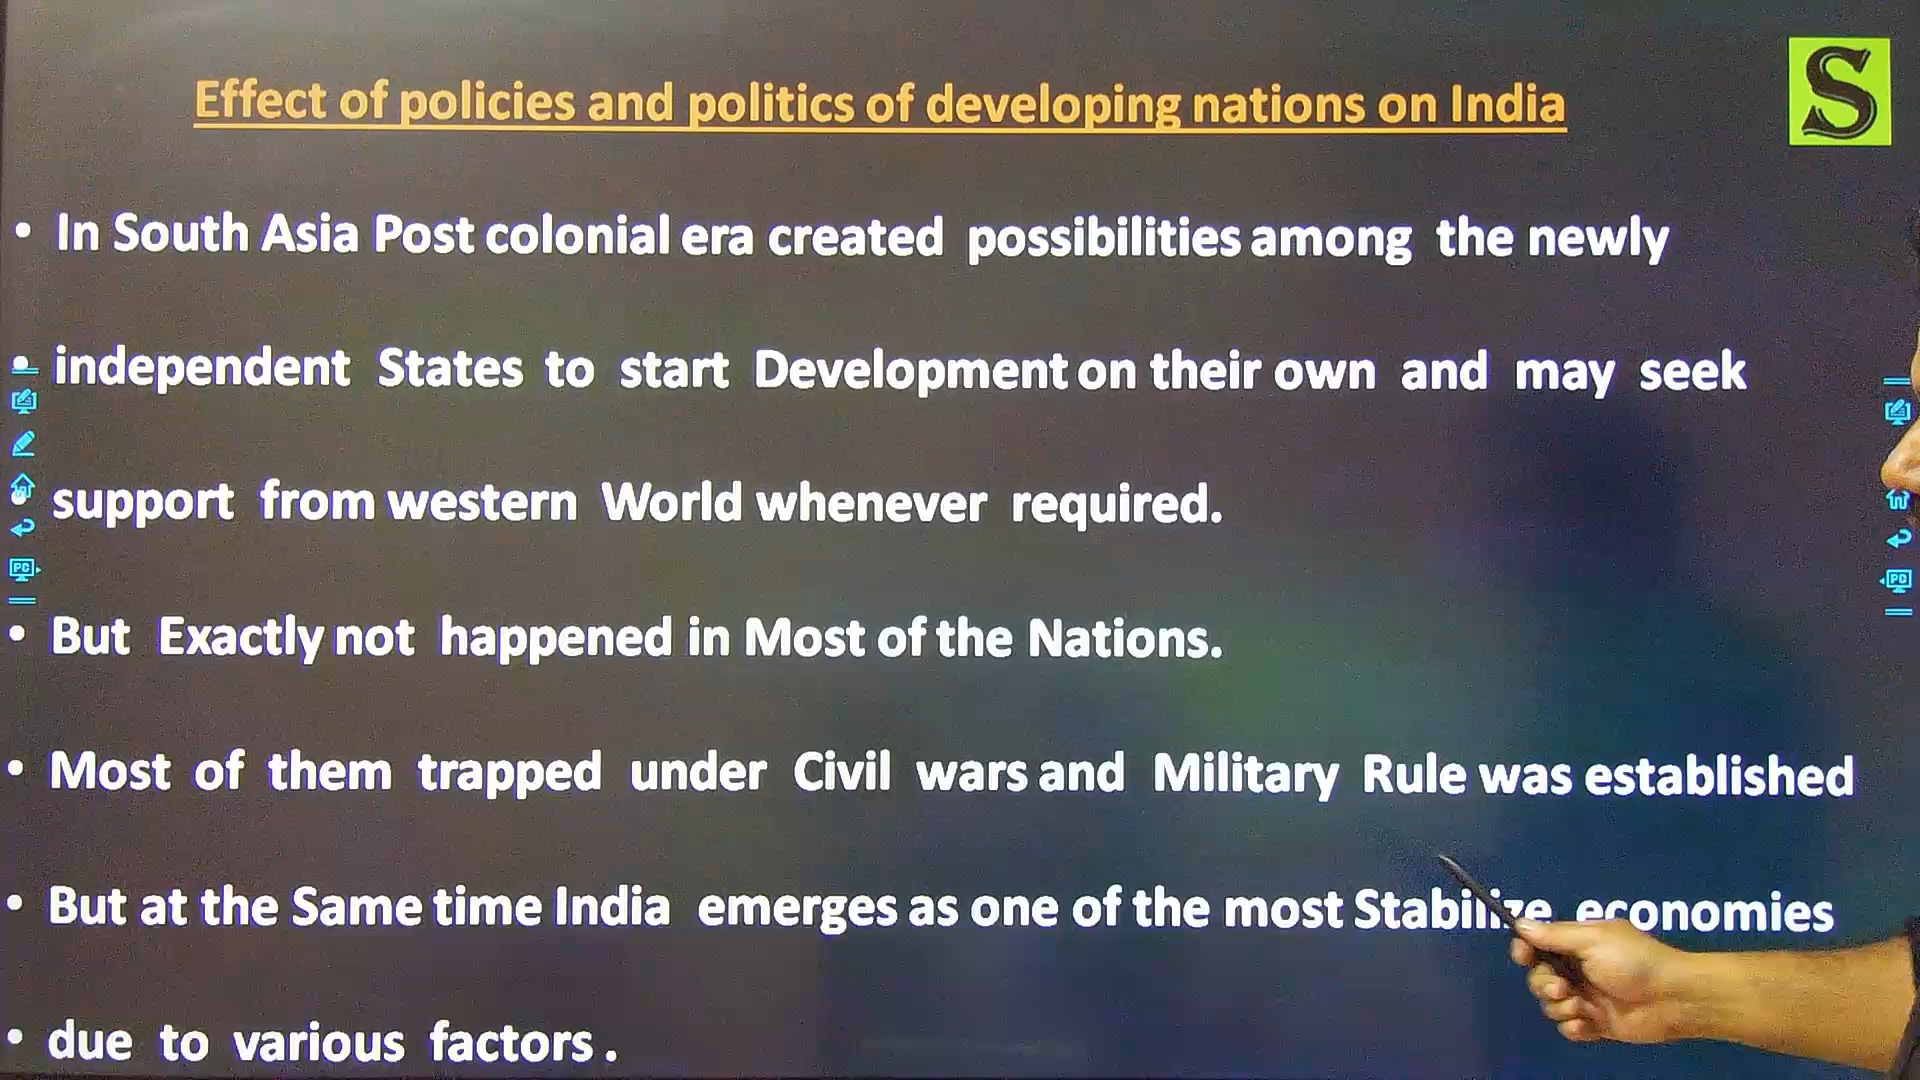 Effect of policies and politics of developing nations on India
S
• In South Asia Post colonial era created possibilities among the newly
• independent States to start Development on their own and may seek
• support from western World whenever required.
• But Exactly not happened in Most of the Nations.
• Most of them trapped under Civil wars and Military Rule was established
• But at the Same time India emerges as one of the most Stabilize economies
• due to various factors .
PC
PC